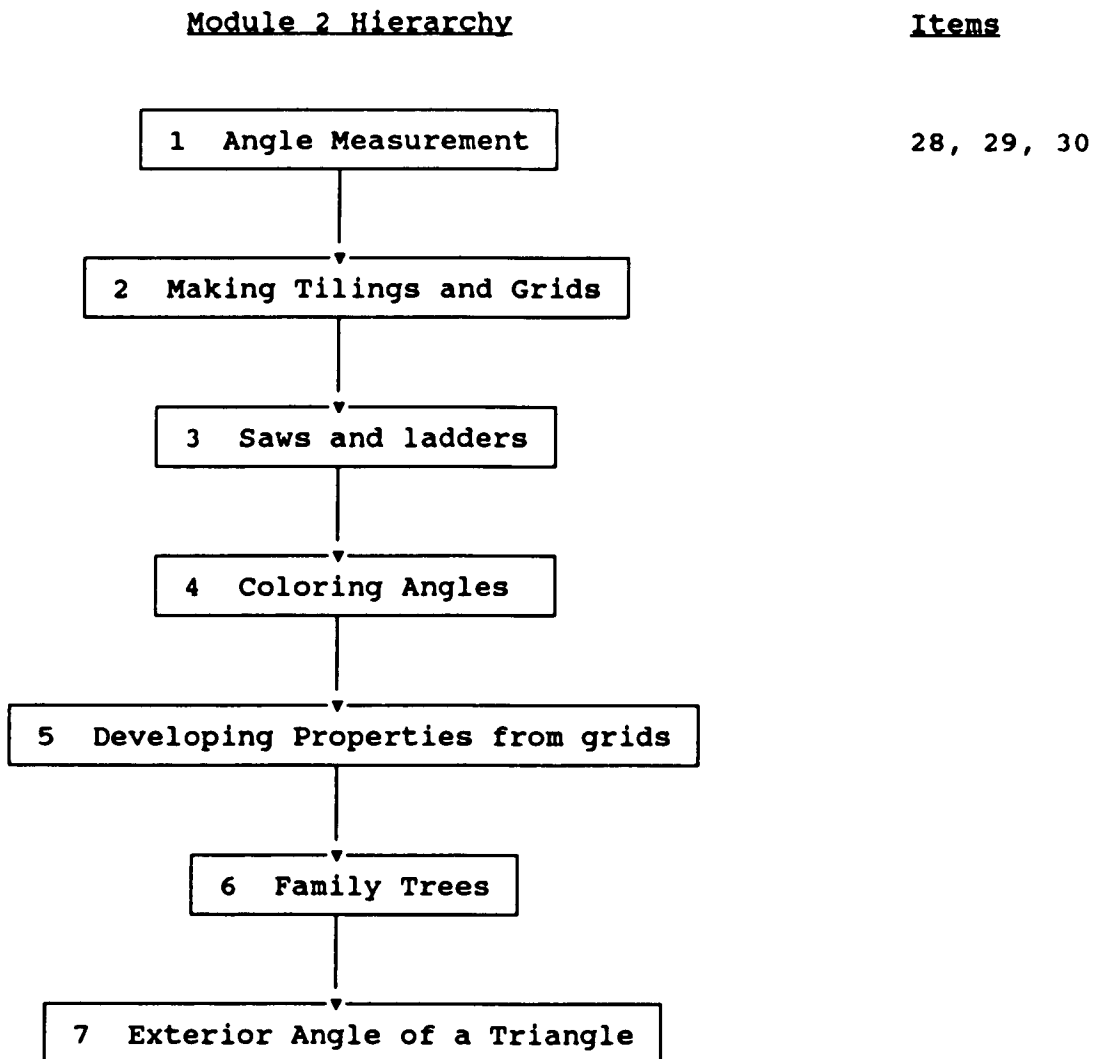 Module 2 Hierarchy Items
1 Angle Measurement 28, 29, 30
2 Making Tilings and Grids
3 Saws and ladders
4 Coloring Angles
5 Developing Properties from grids
6 Family Trees
7 Exterior Angle of a Triangle